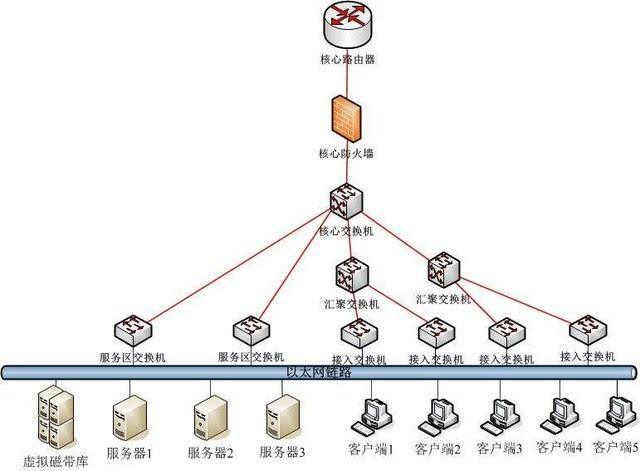 核心路由器
核心防火墙
核心交换机
汇聚交换机
汇聚交换机
服务区交换机
服务区交换机
接入交换机
接入交换机
接入交换机
接入交换机
以太网链路
虚拟磁带库
服务器1
服务器2
服务器3
客户端1
客户端2
客户端3
客户端4
客户端5